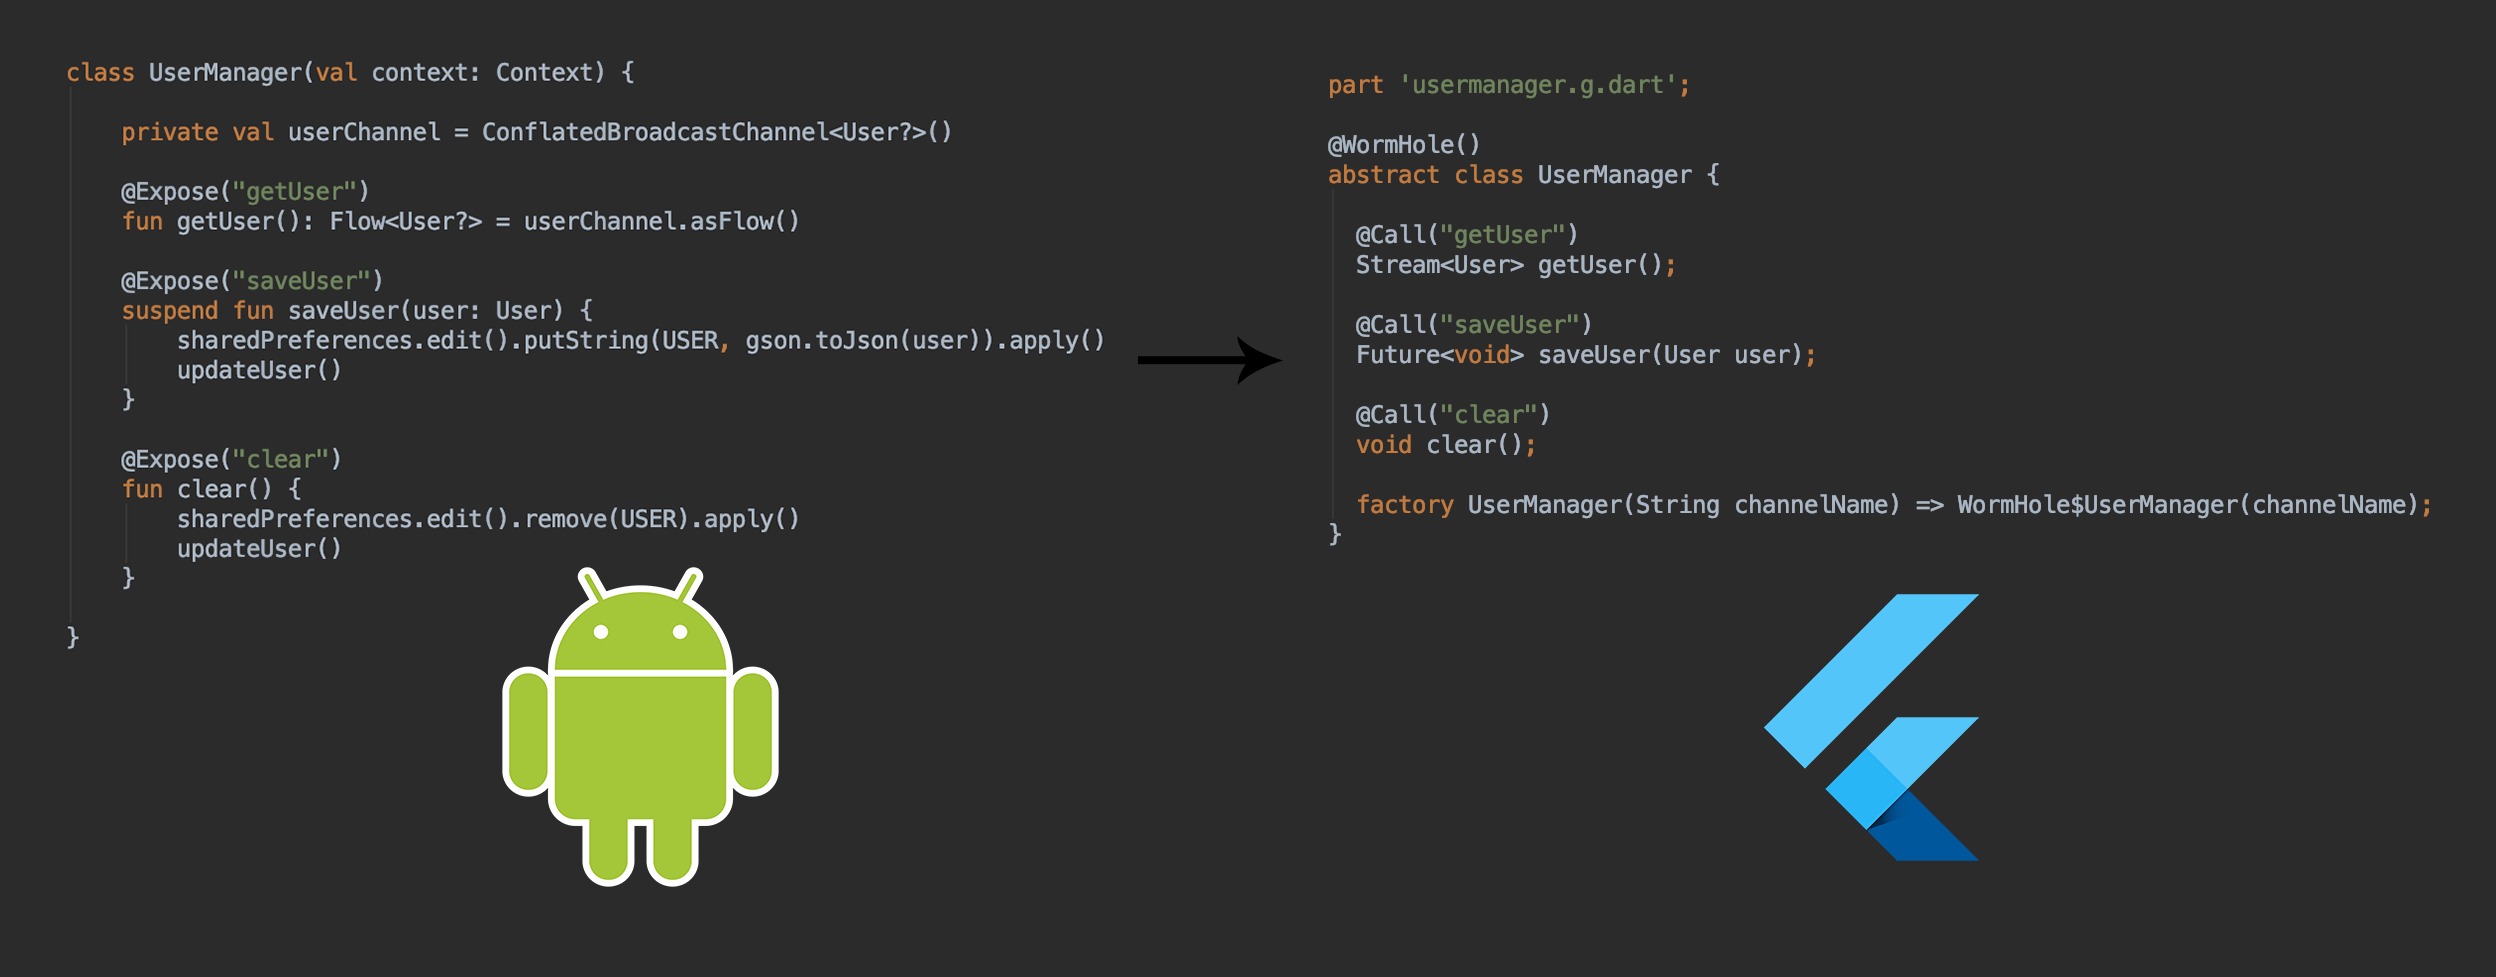 class UserManager(val context: Context) {
private val userChannel = ConflatedBroadcastChannel<User?>()
@Expose("getUser")
fun getUser(): Flow<User?> = userChannel.asFlow()
@Expose("saveUser")
suspend fun saveUser(user: User) {
sharedPreferences.edit().putString(USER, gson.toJson(user)).apply()
updateUser()
}
@Expose("clear")
fun clear() {
sharedPreferences.edit().remove(USER).apply()
updateUser()
}
}
part 'usermanager.g.dart';
@WormHole()
abstract class UserManager {
@Call("getUser")
Stream<User> getUser();
@Call("saveUser")
Future<void> saveUser(User user);
@Call("clear")
void clear();
factory UserManager(String channelName) => WormHole$UserManager(channelName);
}